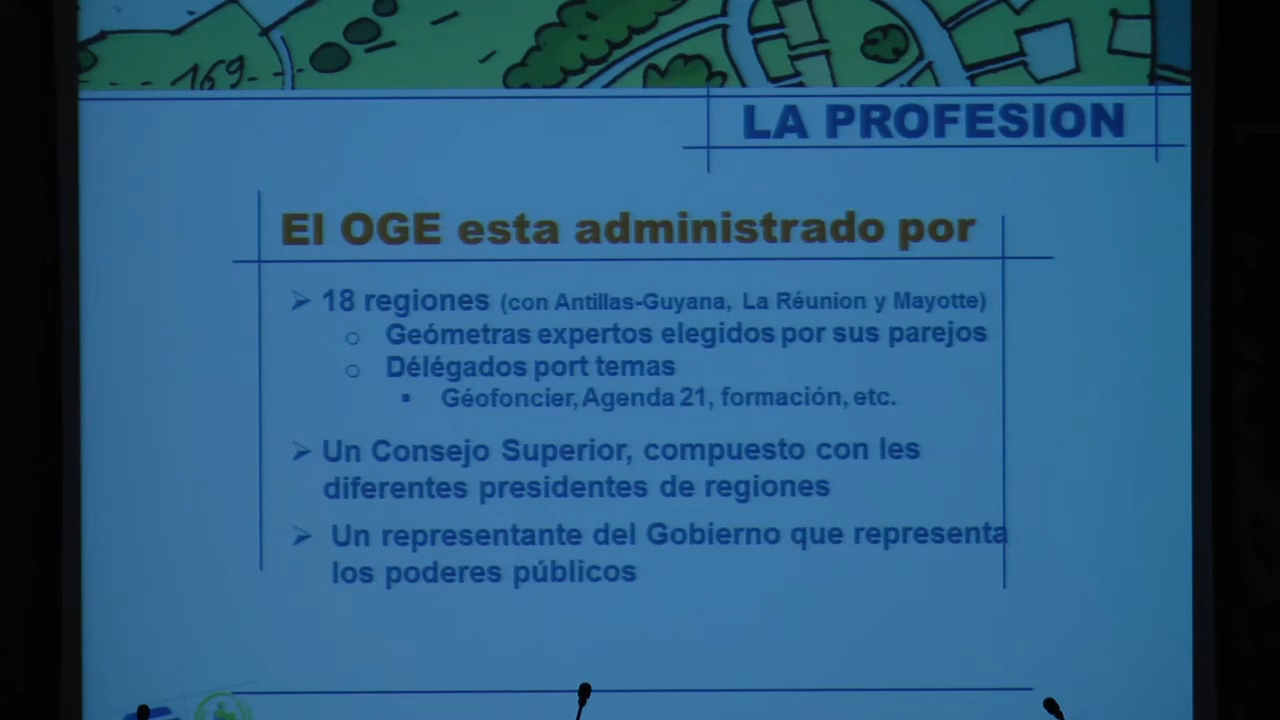 169
LA PROFESION
El OGE esta administrado por
18 regiones (con Antillas-Guyana, La Réunion y Mayotte)
Geómetras expertos elegidos por sus parejos
Délégados port temas
Géofoncier, Agenda 21, formación, etc.
Un Consejo Superior, compuesto con les
diferentes presidentes de regiones
Un representante del Gobierno que representa
los poderes públicos